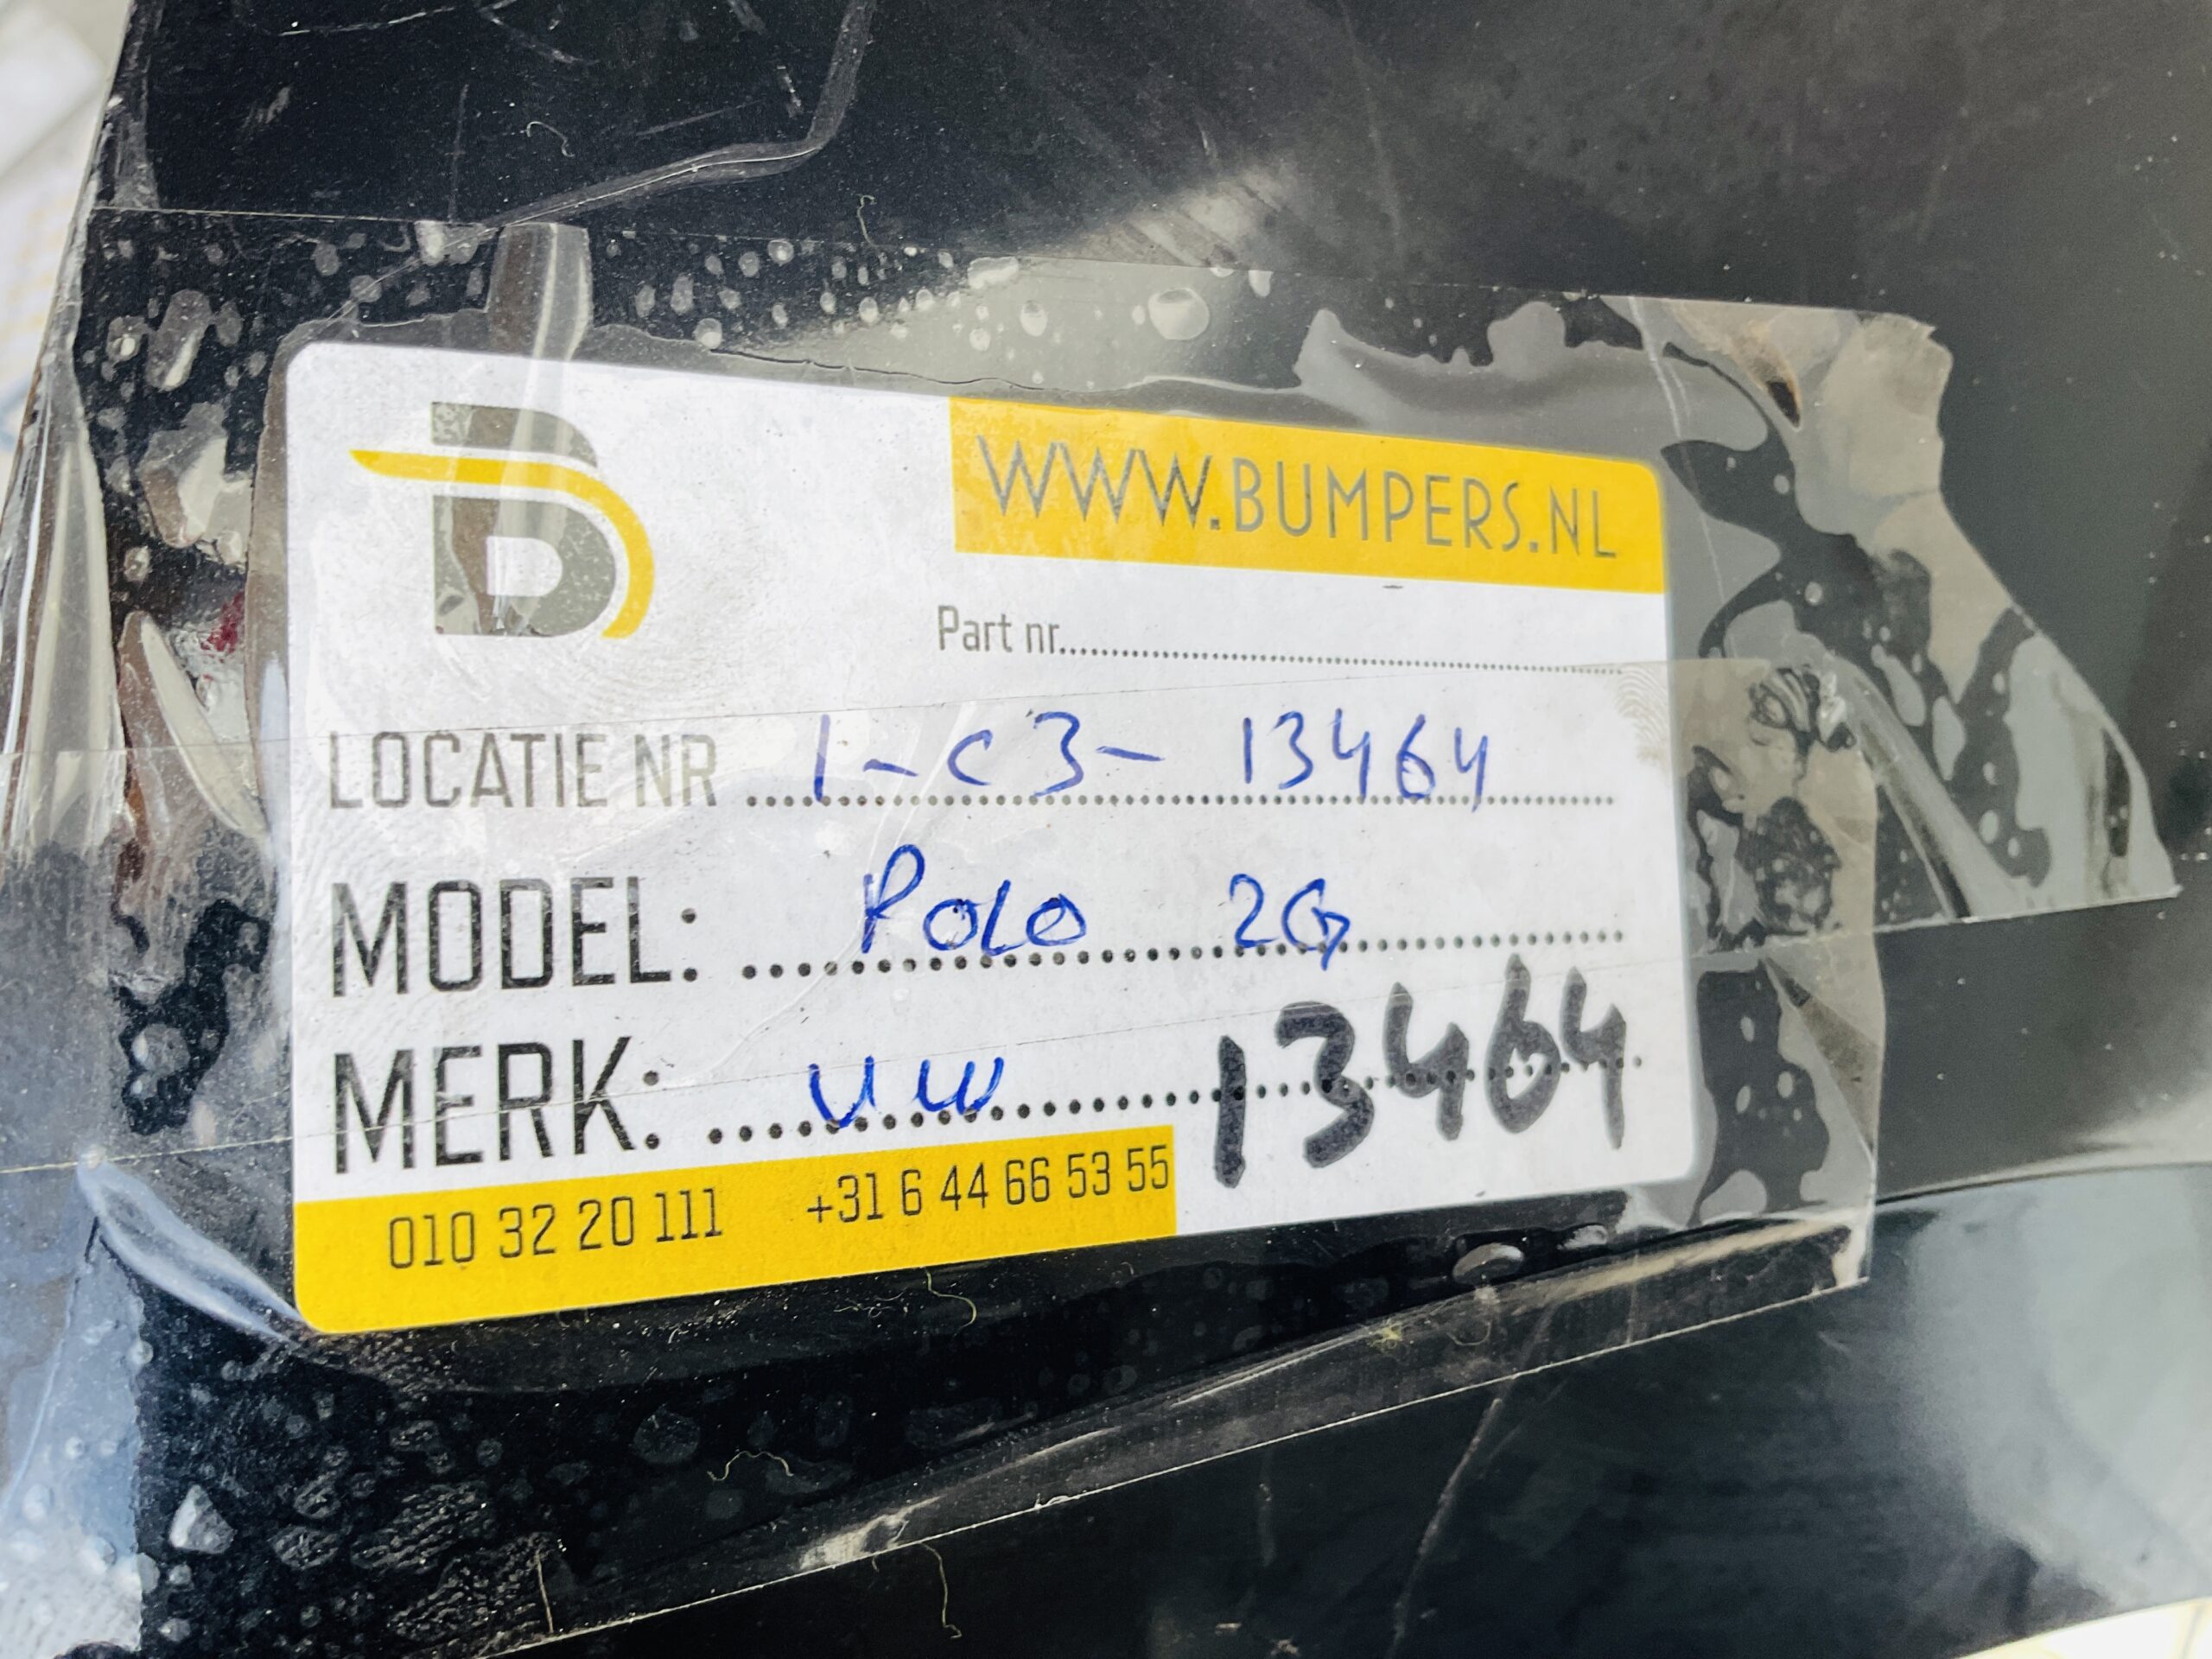 B
WWW.BUMPERS.NL
Part nr.
LOCATIE NR 1-C3- 13464
MODEL: Polo 2G
MERK: VW 13464
010 32 20 111 +31 6 44 66 53 55